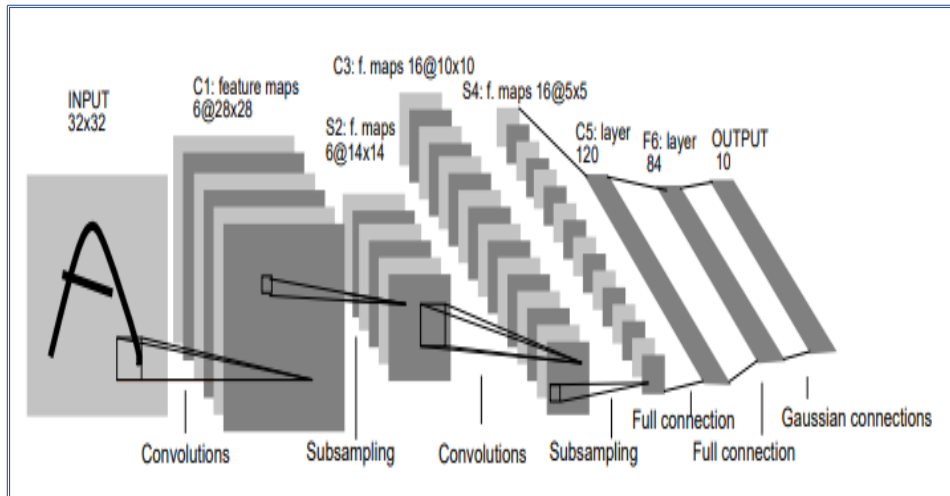 INPUT
32x32
C1: feature maps
6@28x28
S2: f. maps
6@14x14
C3: f. maps 16@10x10
S4: f. maps 16@5x5
C5: layer
120
F6: layer
84
OUTPUT
10
Convolutions
Subsampling
Convolutions
Subsampling
Full connection
Full connection
Gaussian connections